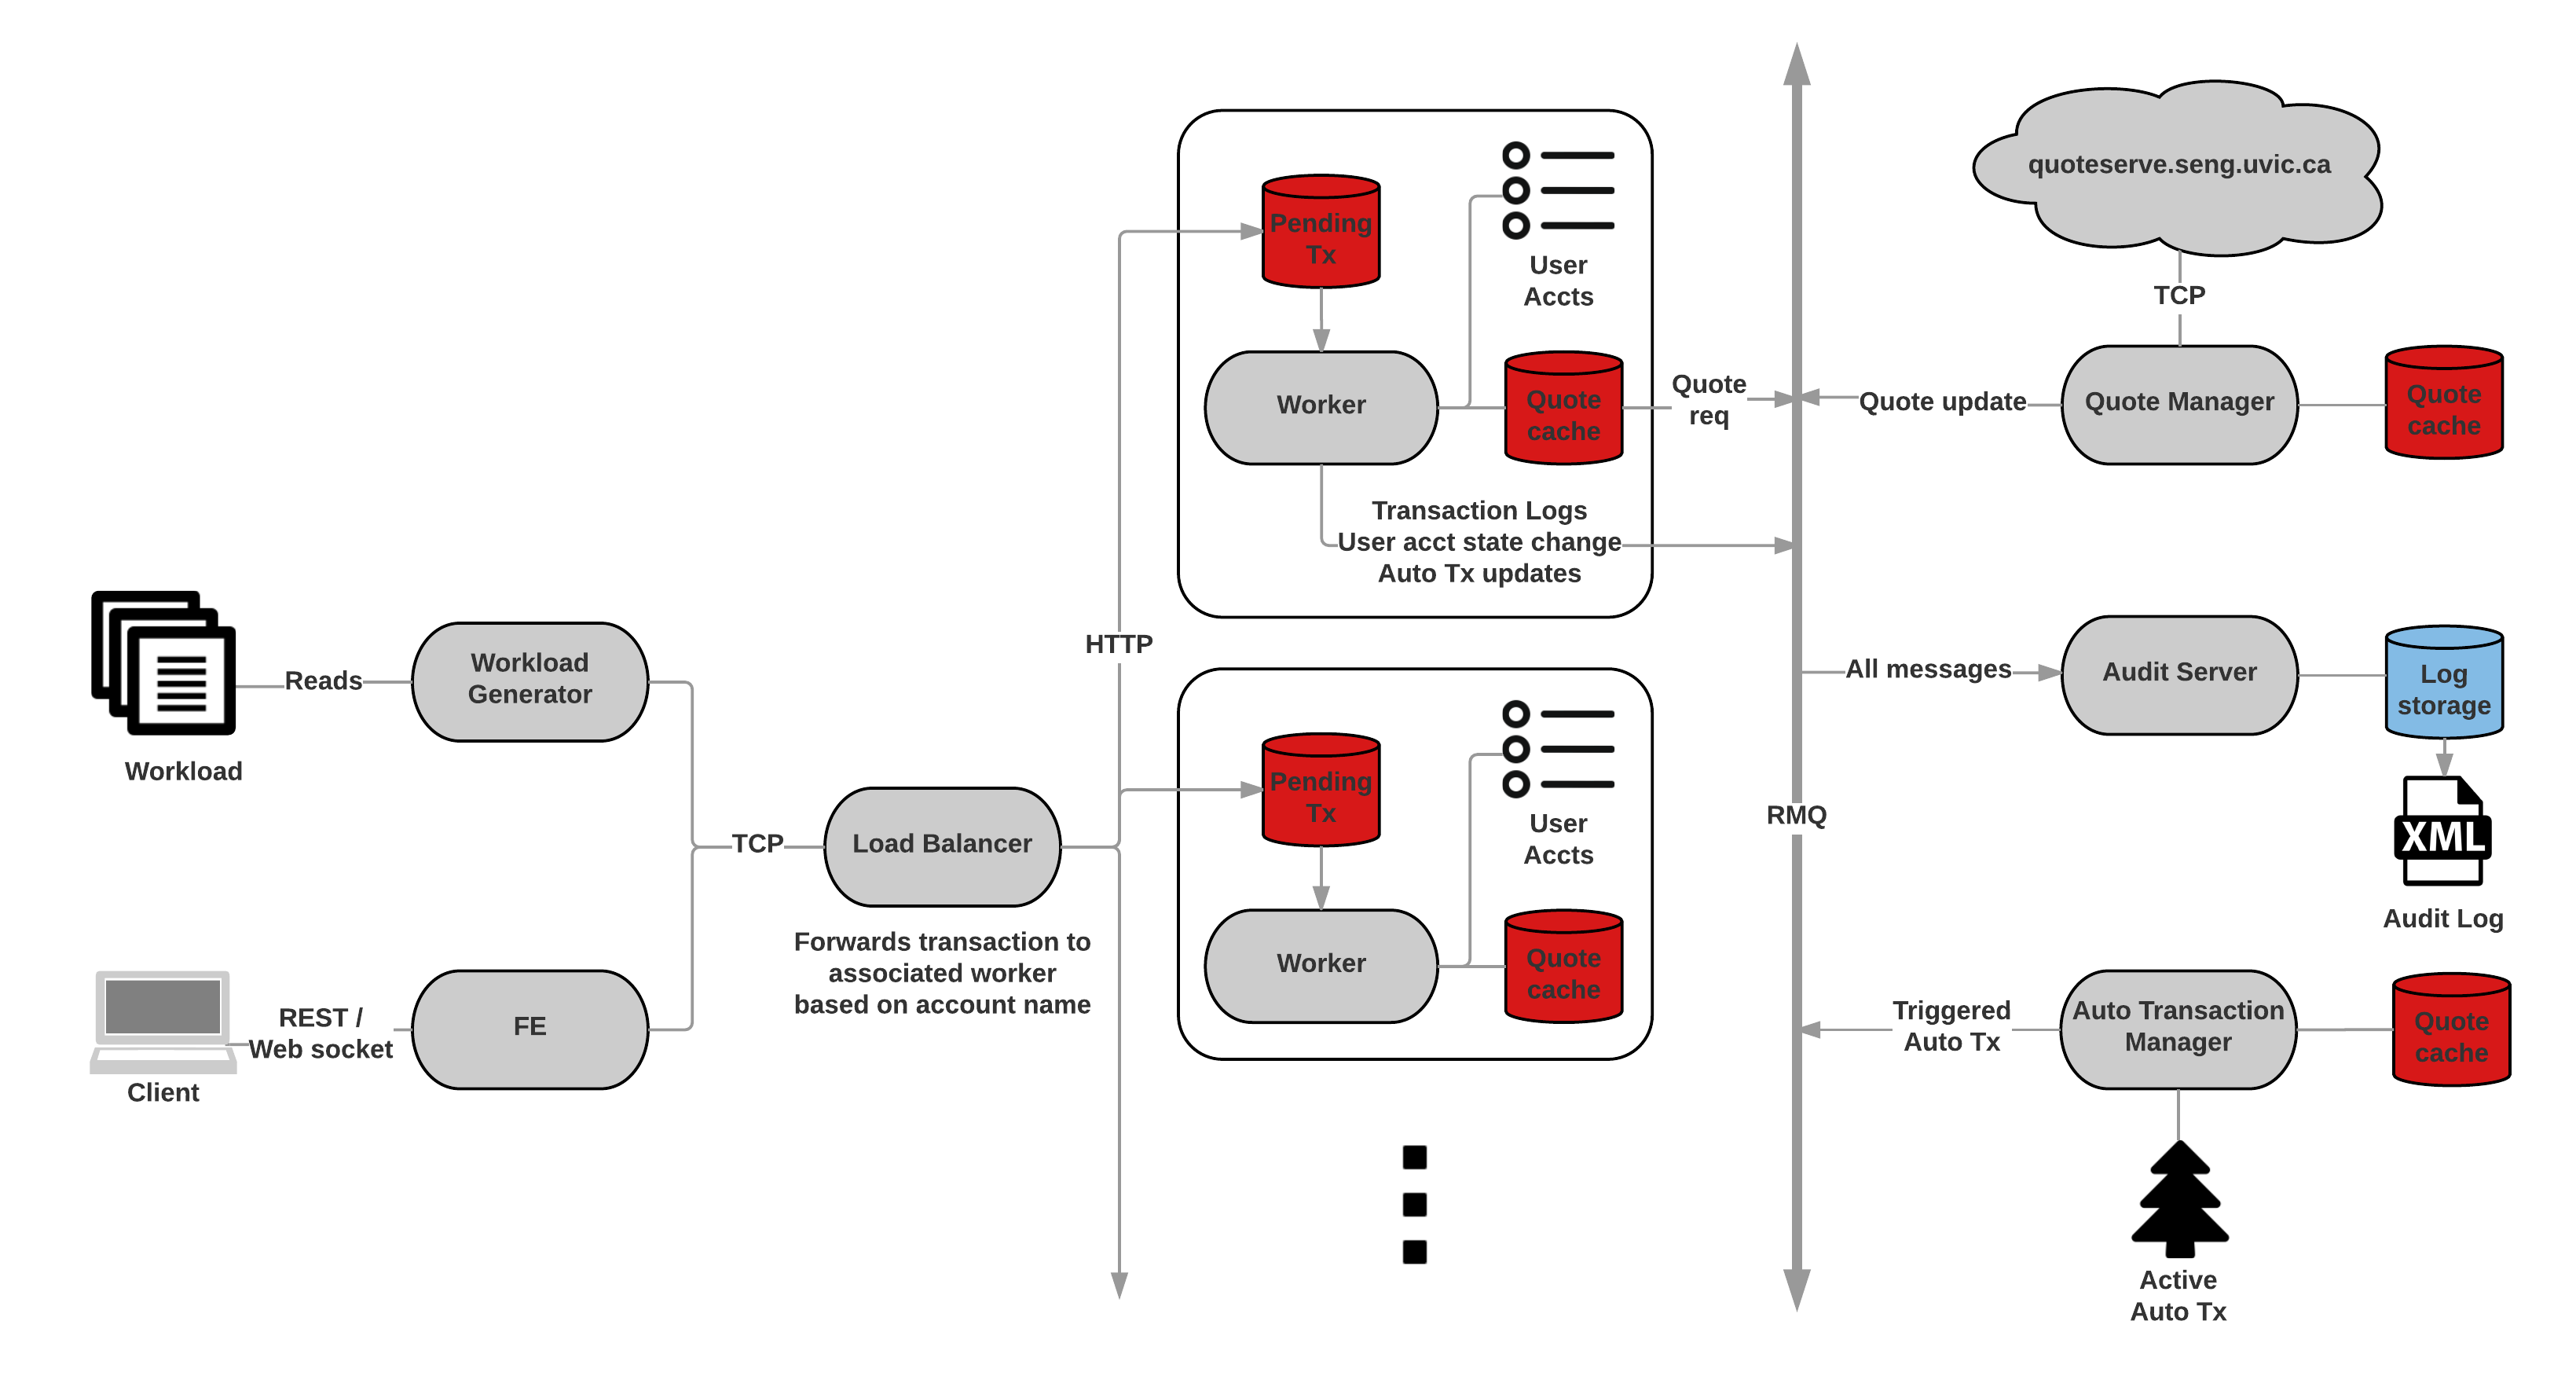 quoteserve.seng.uvic.ca
Pending
Tx
User
Accts
TCP
Worker
Quote
cache
Quote
req
Quote update
Quote Manager
Quote
cache
Transaction Logs
User acct state change
Auto Tx updates
HTTP
Workload
Generator
Reads
Workload
All messages
Audit Server
Log
storage
Pending
Tx
User
Accts
RMQ
XML
Audit Log
TCP
Load Balancer
Forwards transaction to
associated worker
based on account name
Worker
Quote
cache
REST /
Web socket
Client
FE
Triggered
Auto Tx
Auto Transaction
Manager
Quote
cache
Active
Auto Tx